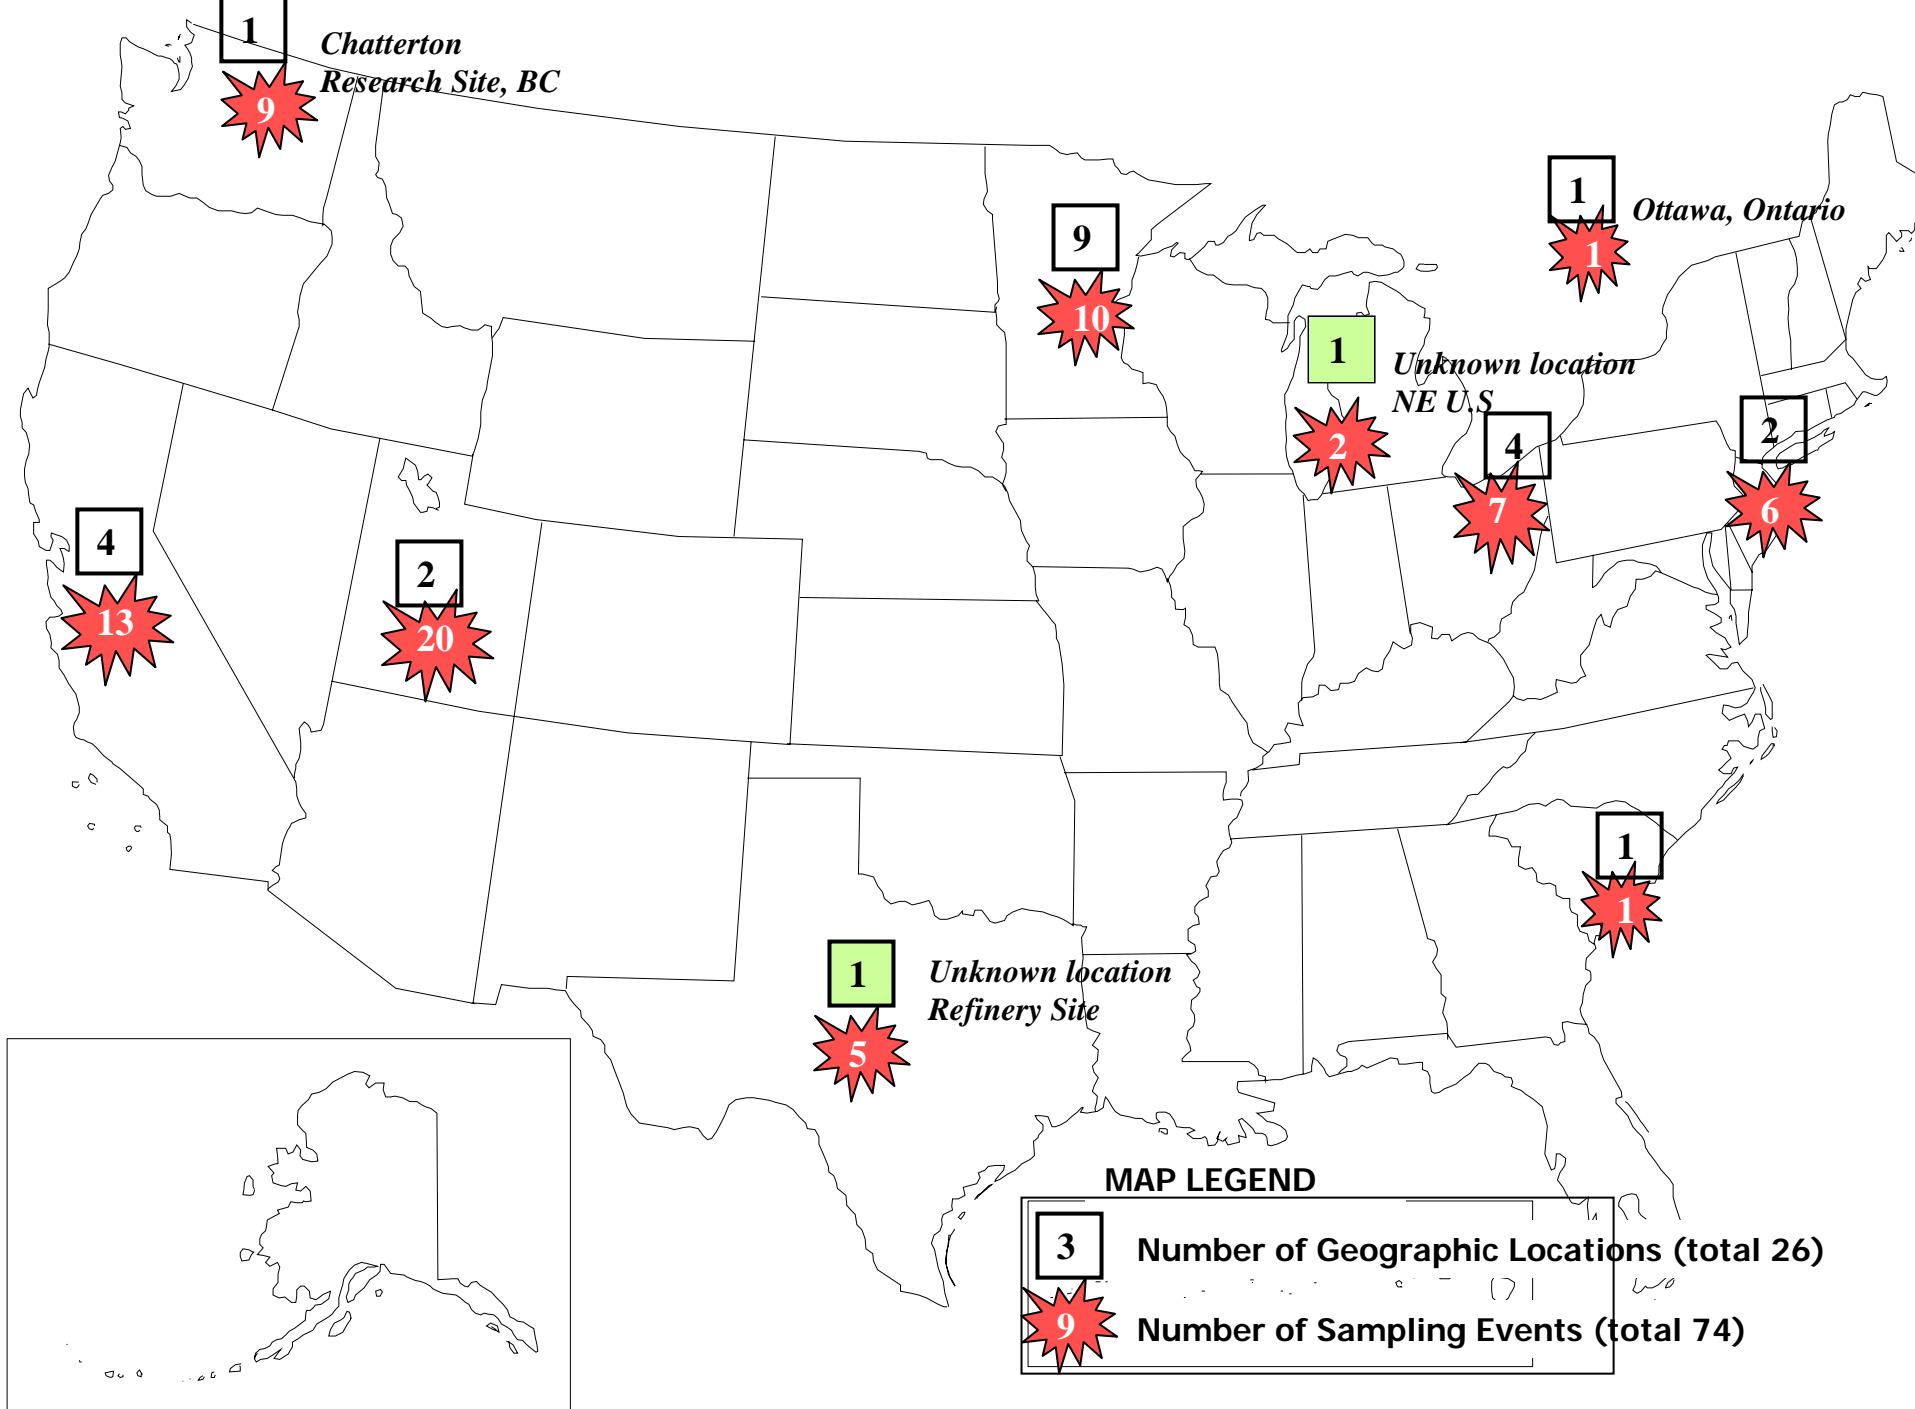 1
Chatterton
Research Site, BC
9
1
Ottawa, Ontario
1
9
10
1
Unknown location
NE U.S
2
4
7
2
6
4
13
2
20
1
1
1
Unknown location
Refinery Site
5
MAP LEGEND
3
Number of Geographic Locations (total 26)
9
Number of Sampling Events (total 74)